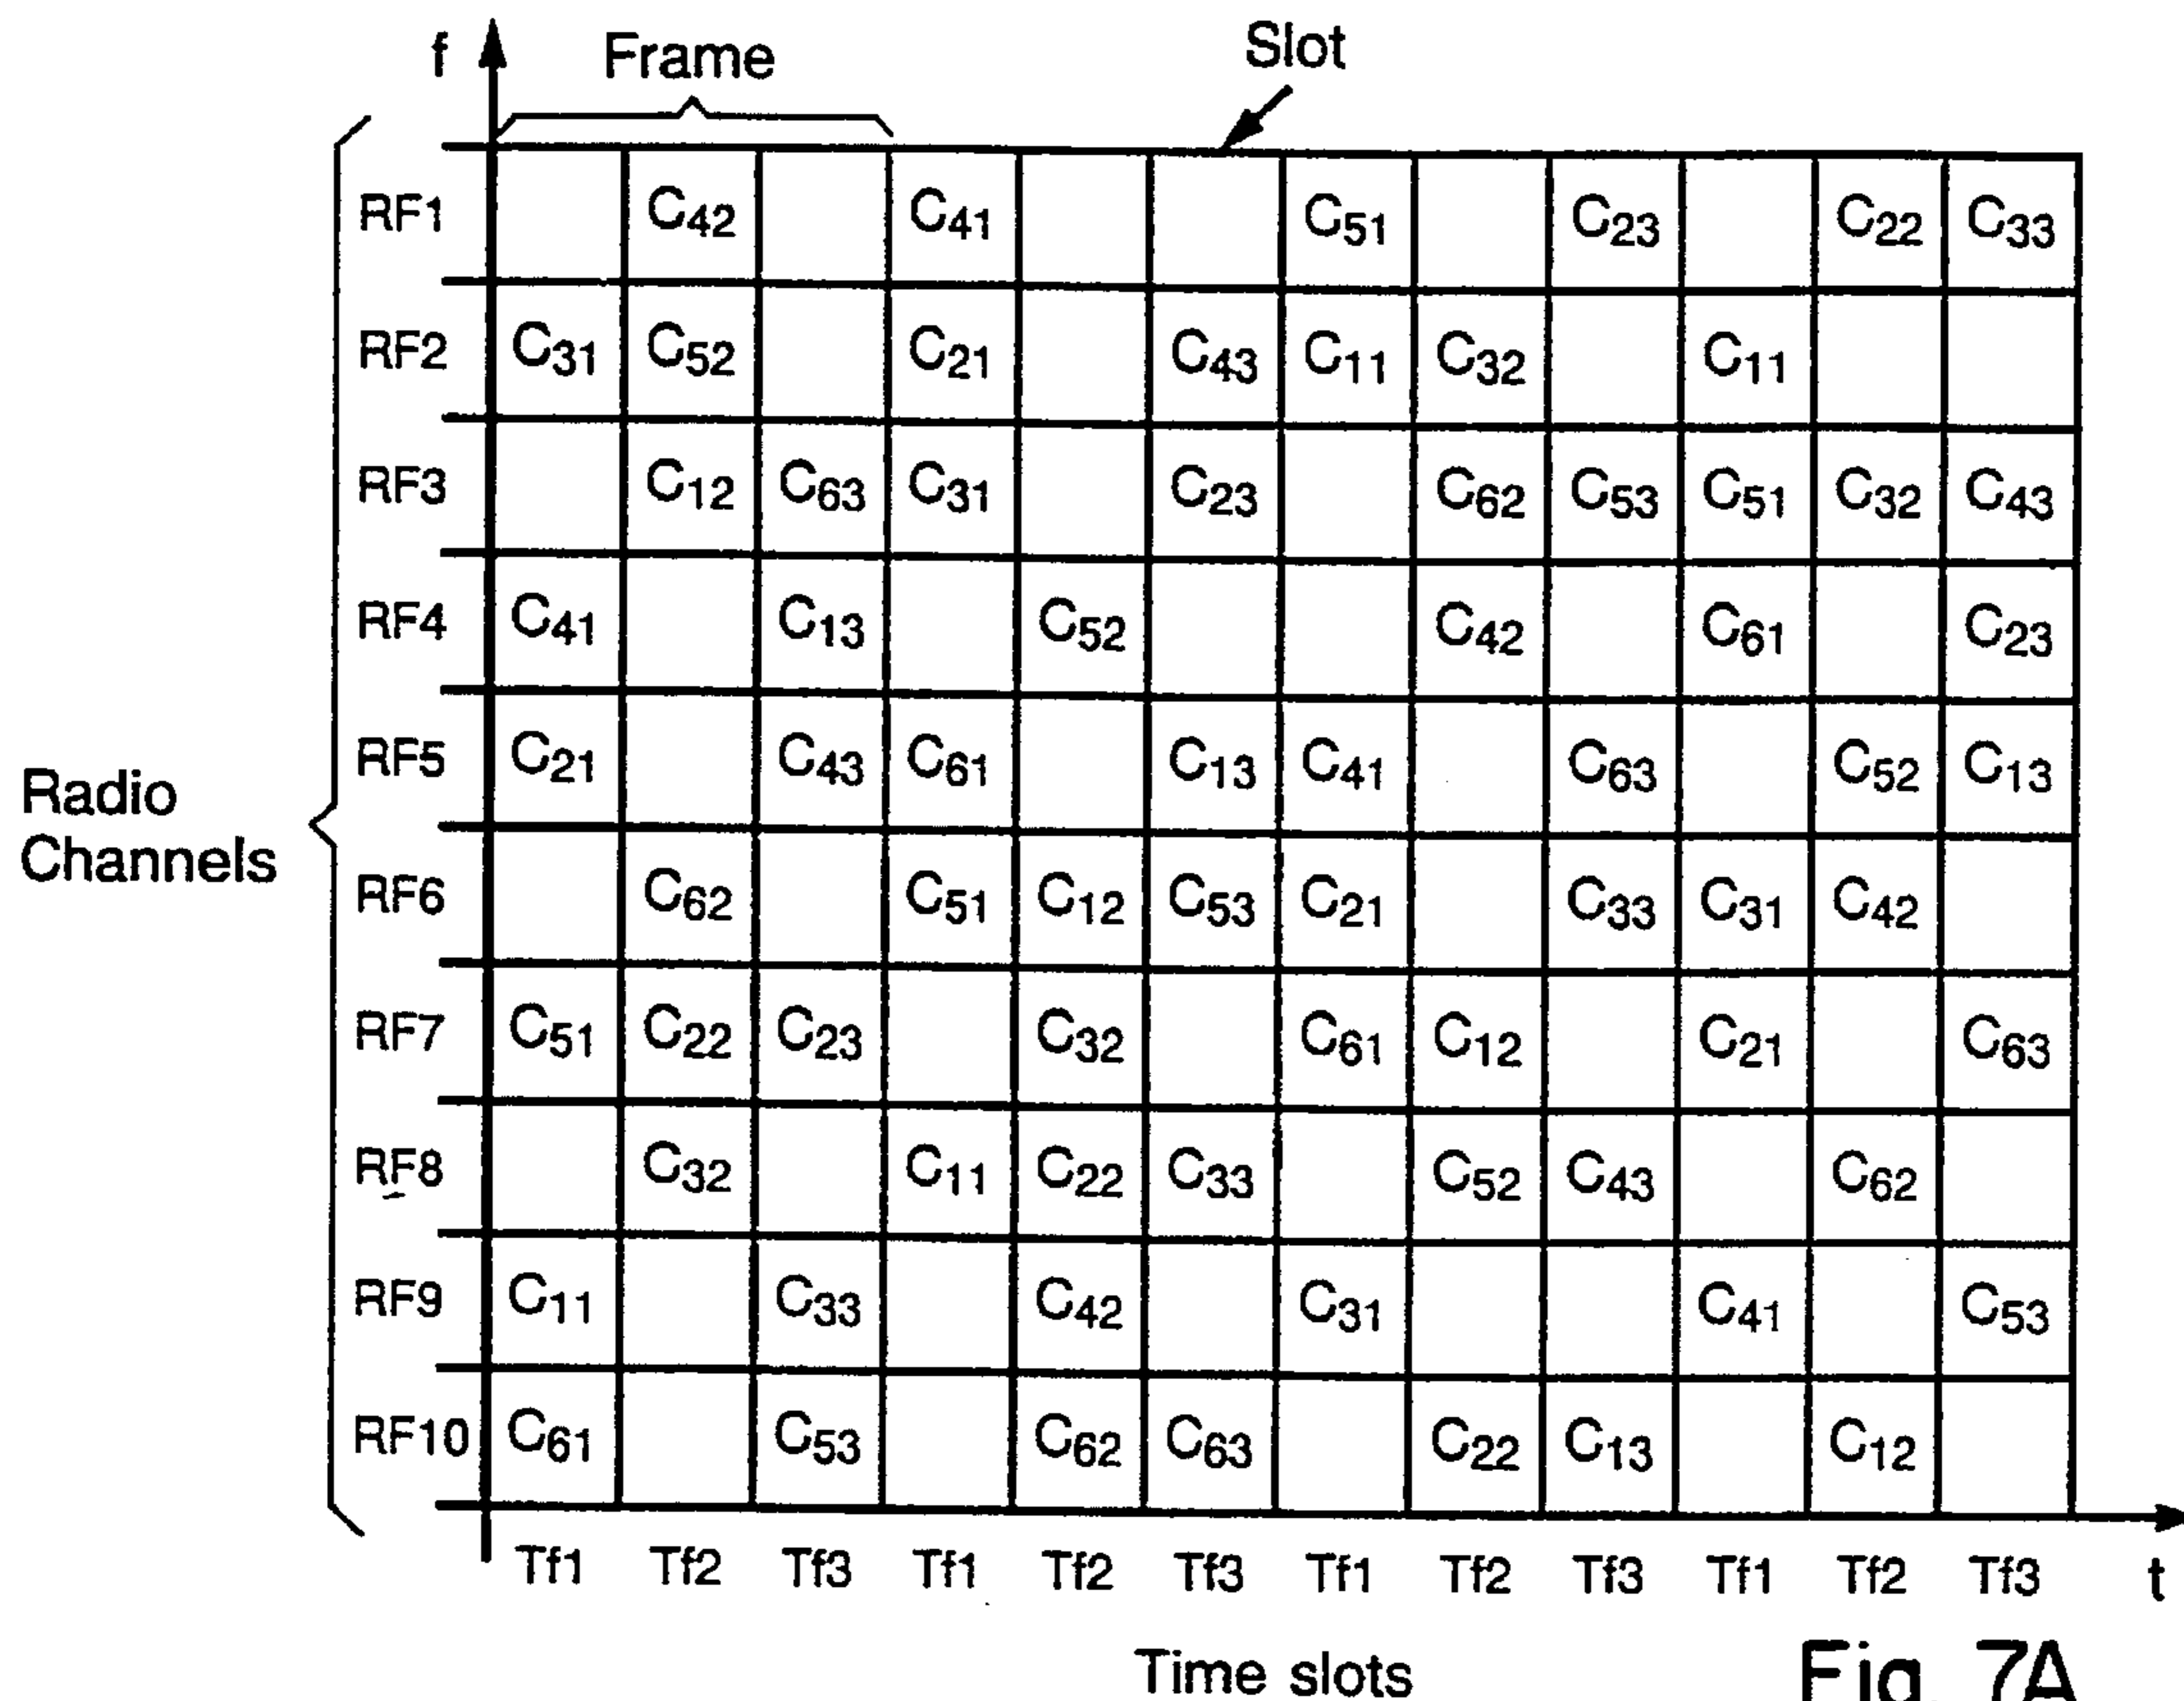 f Frame Slot
RF1 C42 C41 C51 C23 C22 C33
RF2 C31 C52 C21 C43 C11 C32 C11
RF3 C12 C63 C31 C23 C62 C53 C51 C32 C43
RF4 C41 C13 C52 C42 C61 C23
Radio
Channels
RF5 C21 C43 C61 C13 C41 C63 C52 C13
RF6 C62 C51 C12 C53 C21 C33 C31 C42
RF7 C51 C22 C23 C32 C61 C12 C21 C63
RF8 C32 C11 C22 C33 C52 C43 C62
RF9 C11 C33 C42 C31 C41 C53
RF10 C61 C53 C62 C63 C22 C13 C12
Tf1 Tf2 Tf3 Tf1 Tf2 Tf3 Tf1 Tf2 Tf3 Tf1 Tf2 Tf3 t
Time slots
Fig. 7A